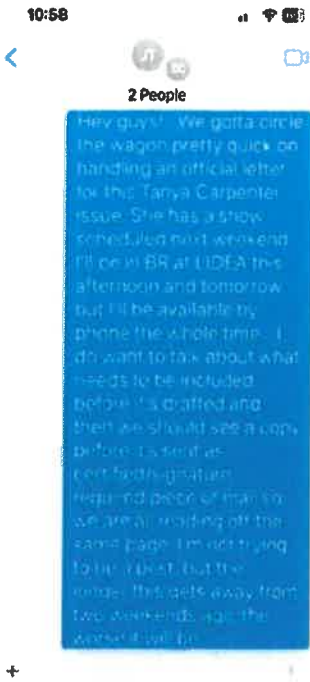 10:58
JT
2 People
Hey guys! We gotta circle
the wagon pretty quick on
handling an official letter
for this Tanya Carpenter
issue. She has a show
scheduled next weekend.
I'll be in BR at LIDEA this
afternoon and tomorrow
but I'll be available by
phone the whole time. I
do want to talk about what
needs to be included
before it's drafted and
then we should see a copy
before it's sent as
certified/signature
required piece of mail so
we are all reading off the
same page. I'm not trying
to be a pest, but the
longer this gets away from
two weekends ago, the
worse it will be.
+